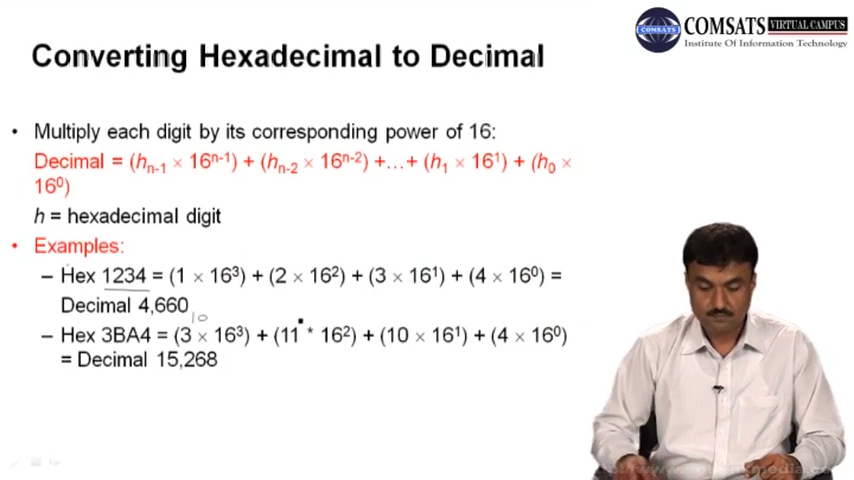 COMSATS VIRTUAL CAMPUS
COMSATS
Institute Of Information Technology
Converting Hexadecimal to Decimal
• Multiply each digit by its corresponding power of 16:
Decimal = (hₙ₋₁ × 16ⁿ⁻¹) + (hₙ₋₂ × 16ⁿ⁻²) +…+ (h₁ × 16¹) + (h₀ ×
16⁰)
h = hexadecimal digit
• Examples:
– Hex 1234 = (1 × 16³) + (2 × 16²) + (3 × 16¹) + (4 × 16⁰) =
Decimal 4,660
10
– Hex 3BA4 = (3 × 16³) + (11 * 16²) + (10 × 16¹) + (4 × 16⁰)
= Decimal 15,268